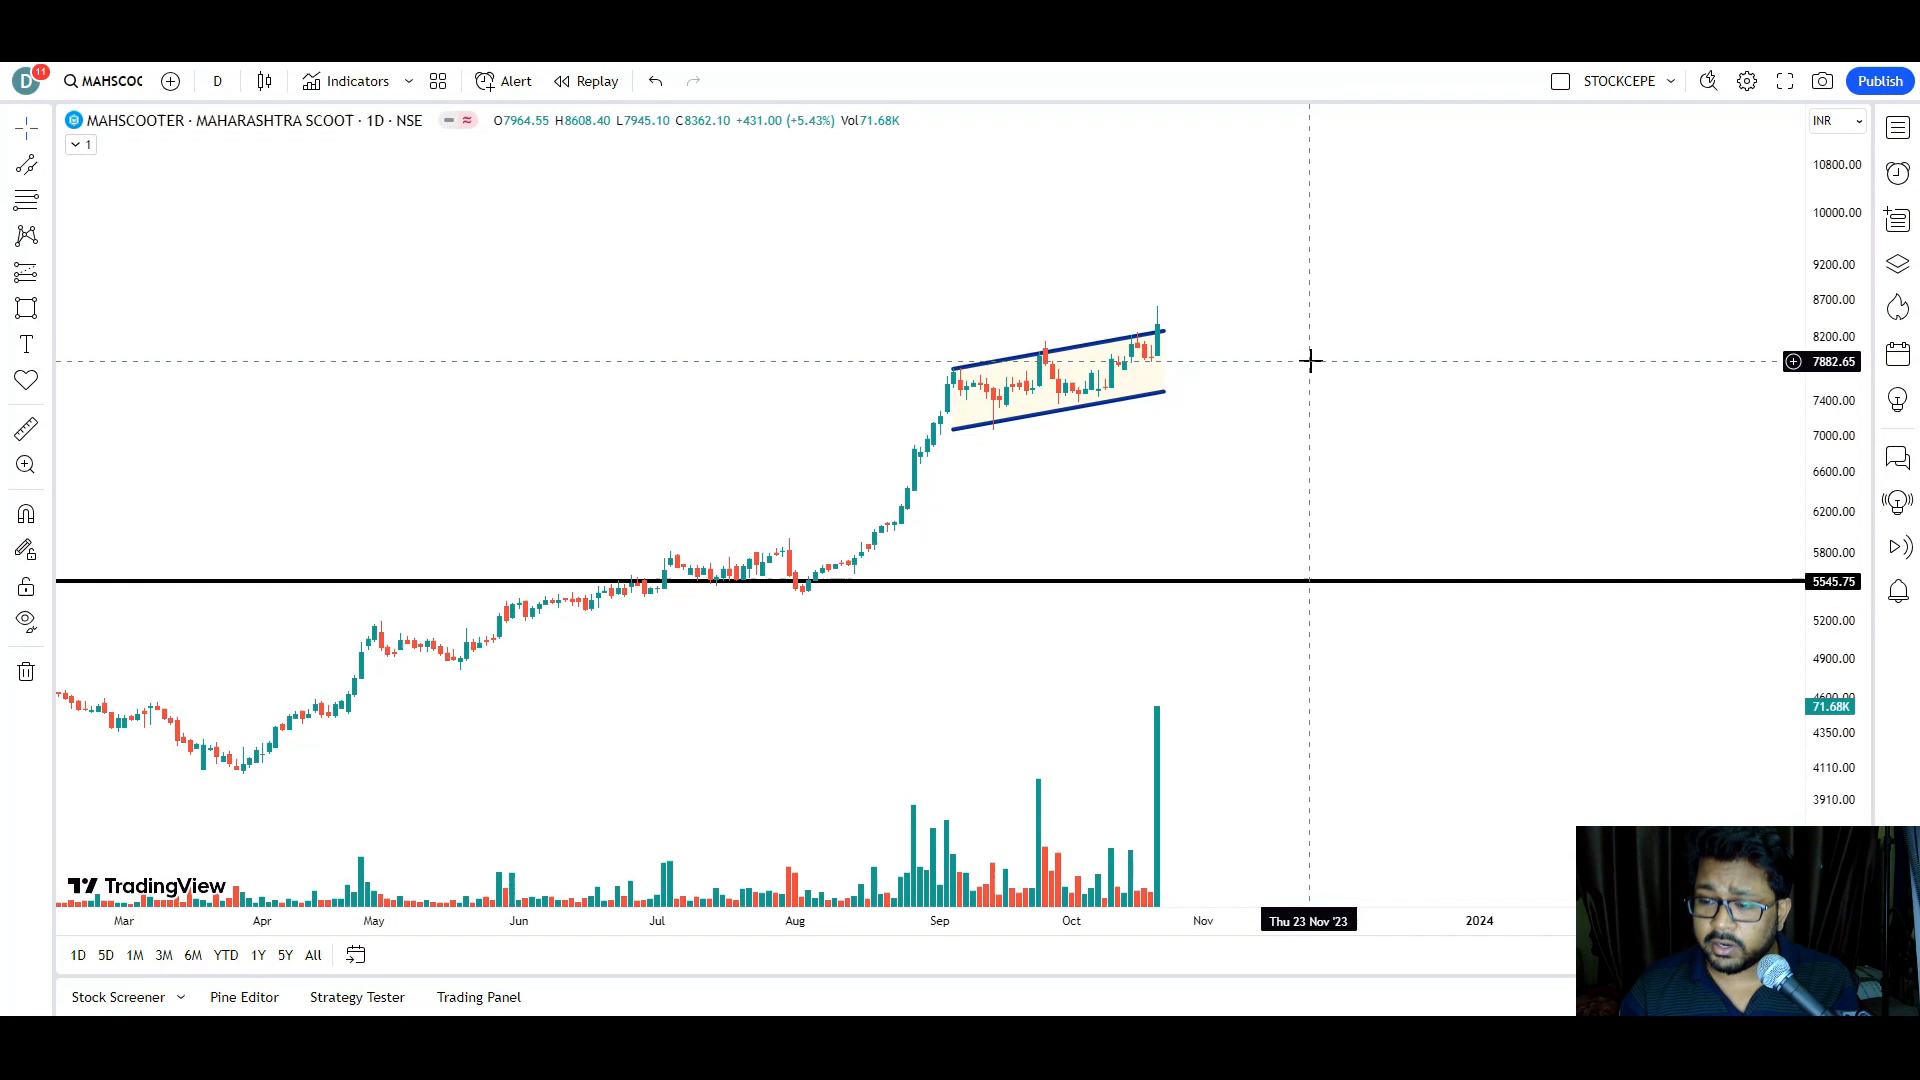 D 11 MAHSCOC D Indicators Alert Replay STOCKCEPE Publish
MAHSCOOTER · MAHARASHTRA SCOOT · 1D · NSE O7964.55 H8608.40 L7945.10 C8362.10 +431.00 (+5.43%) Vol71.68K INR
1
10800.00
10000.00
9200.00
8700.00
8200.00
7882.65
7400.00
7000.00
6600.00
6200.00
5800.00
5545.75
5200.00
4900.00
4600.00
71.68K
4350.00
4110.00
3910.00
TradingView
Mar Apr May Jun Jul Aug Sep Oct Nov Thu 23 Nov '23 2024
1D 5D 1M 3M 6M YTD 1Y 5Y All
Stock Screener Pine Editor Strategy Tester Trading Panel